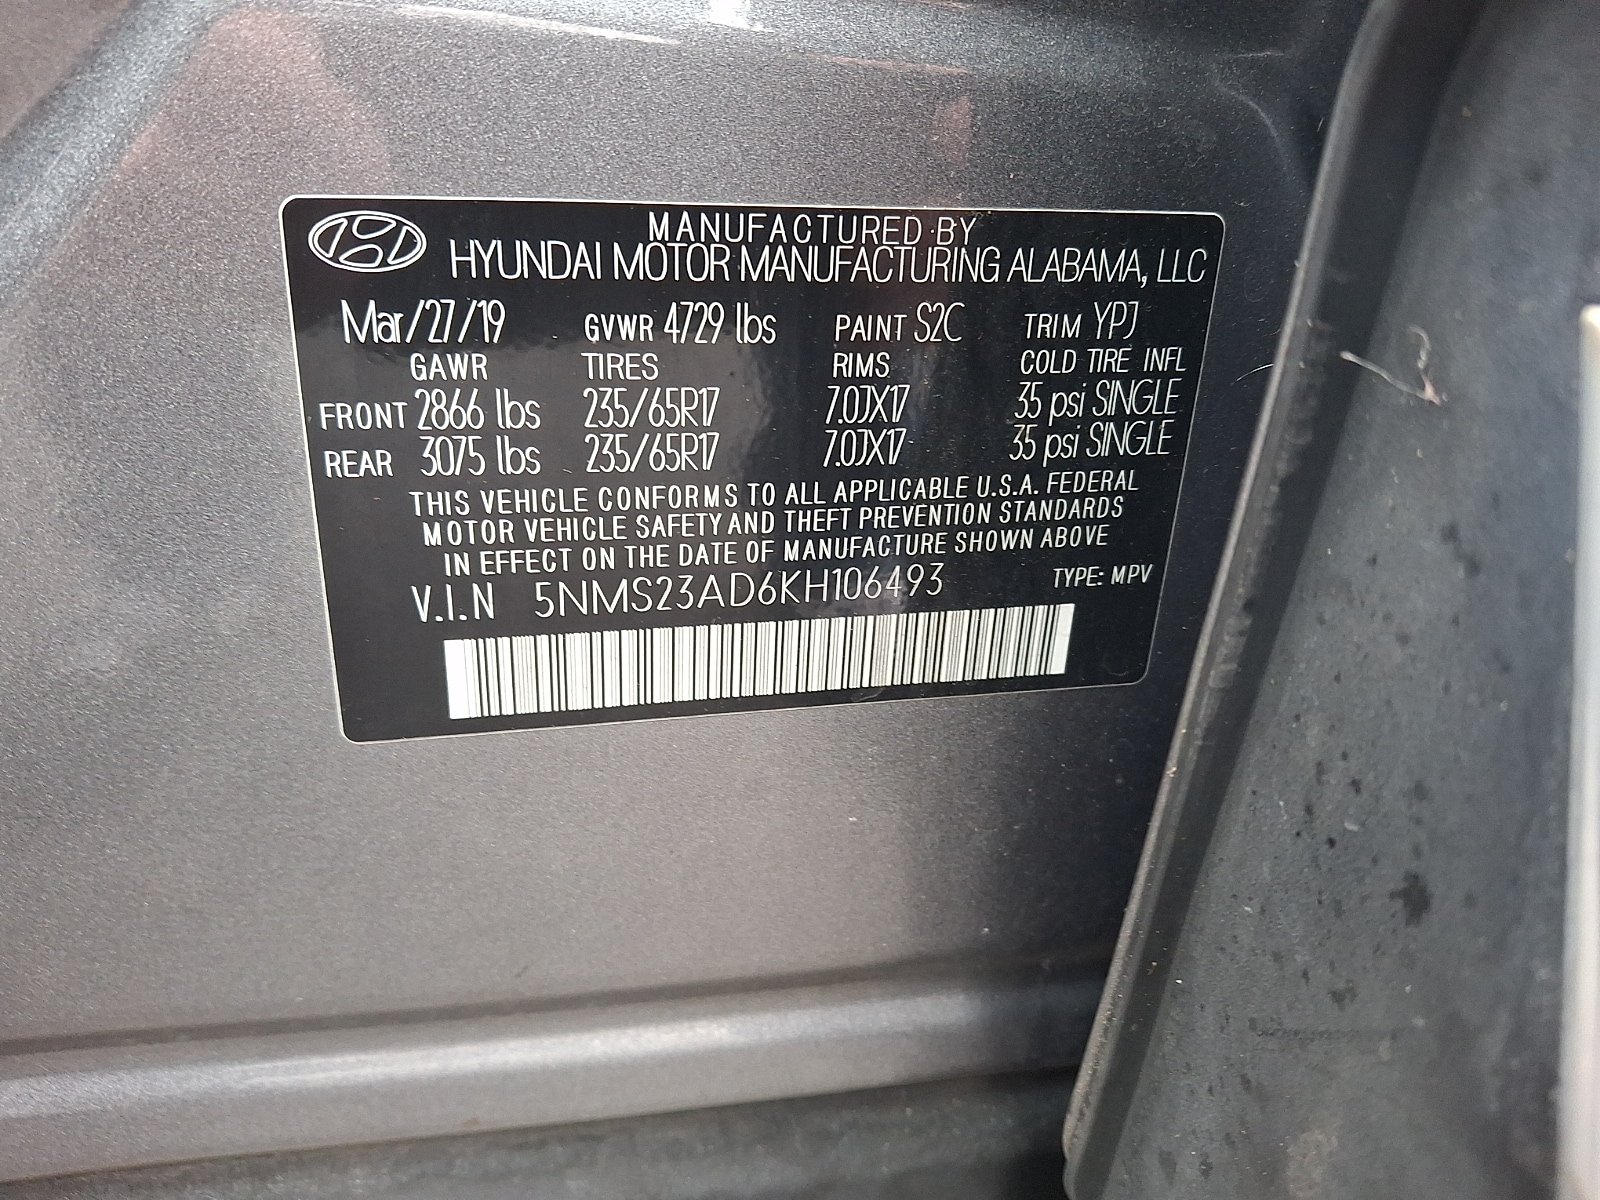 MANUFACTURED BY
HYUNDAI MOTOR MANUFACTURING ALABAMA, LLC
Mar/27/19 GVWR 4729 lbs PAINT S2C TRIM YPJ
GAWR TIRES RIMS COLD TIRE INFL
FRONT 2866 lbs 235/65R17 7.0JX17 35 psi SINGLE
REAR 3075 lbs 235/65R17 7.0JX17 35 psi SINGLE
THIS VEHICLE CONFORMS TO ALL APPLICABLE U.S.A. FEDERAL
MOTOR VEHICLE SAFETY AND THEFT PREVENTION STANDARDS
IN EFFECT ON THE DATE OF MANUFACTURE SHOWN ABOVE
V.I.N 5NMS23AD6KH106493 TYPE: MPV